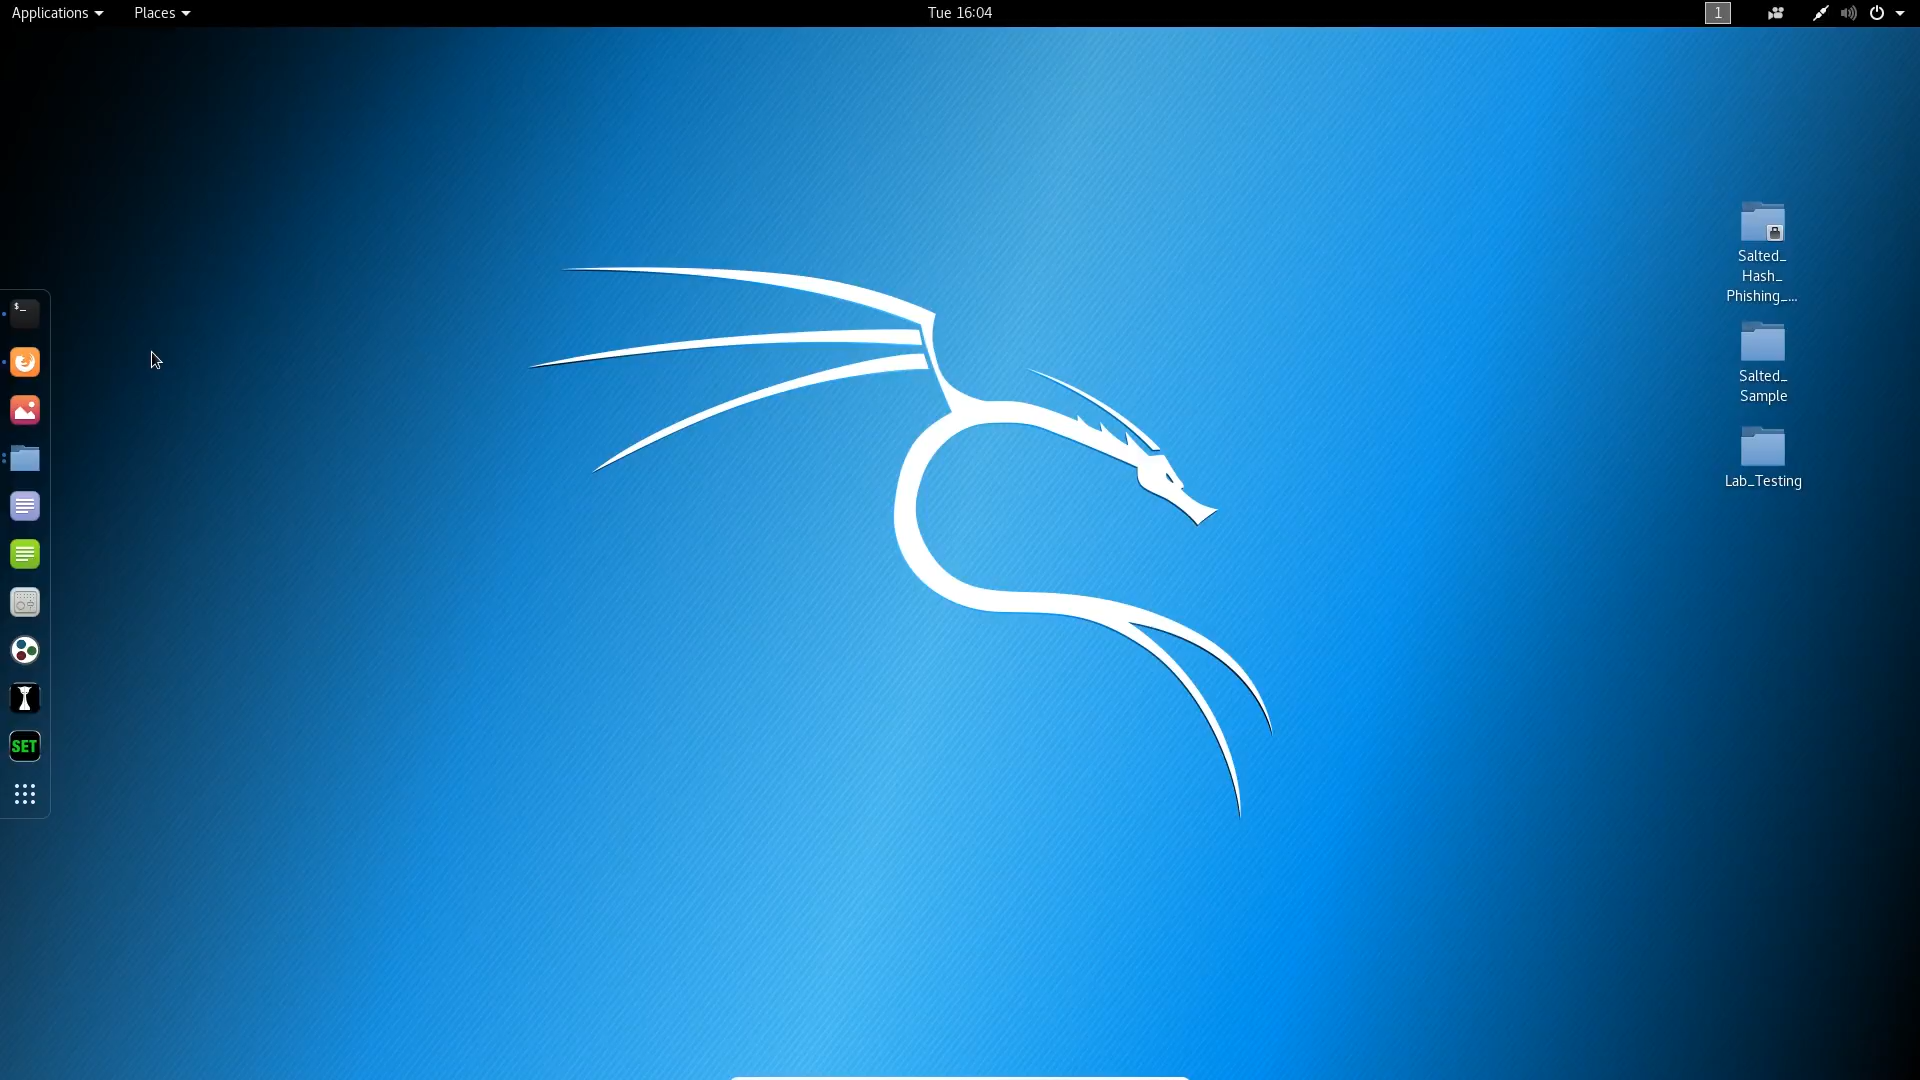 Applications
Places
Tue 16:04
1
Salted_
Hash_
Phishing_...
Salted_
Sample
Lab_Testing
$_
SET